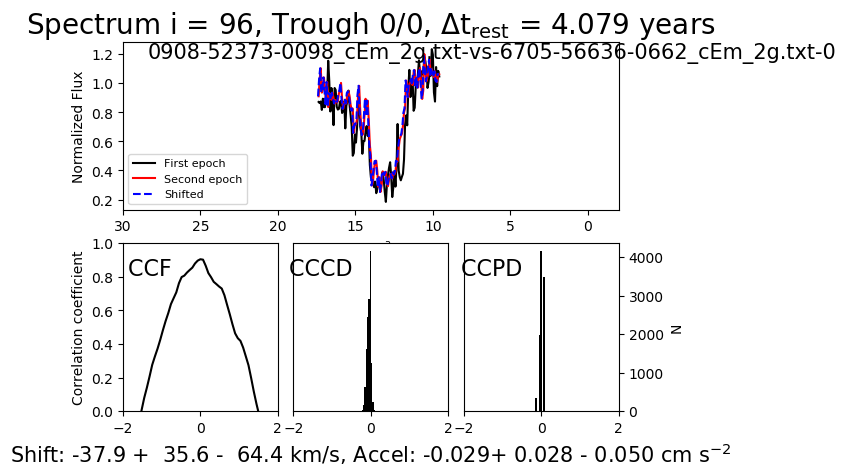 Spectrum i = 96, Trough 0/0, Δt_rest = 4.079 years
0908-52373-0098_cEm_2g.txt-vs-6705-56636-0662_cEm_2g.txt-0
Normalized Flux
1.2
1.0
0.8
0.6
0.4
0.2
First epoch
Second epoch
Shifted
30 25 20 15 10 5 0
Correlation coefficient
1.0
0.8
0.6
0.4
0.2
0.0
CCF
CCCD
CCPD
4000
3000
2000
1000
0
N
−2 0 2
−2 0 2
−2 0 2
Shift: -37.9 + 35.6 - 64.4 km/s, Accel: -0.029+ 0.028 - 0.050 cm s⁻²